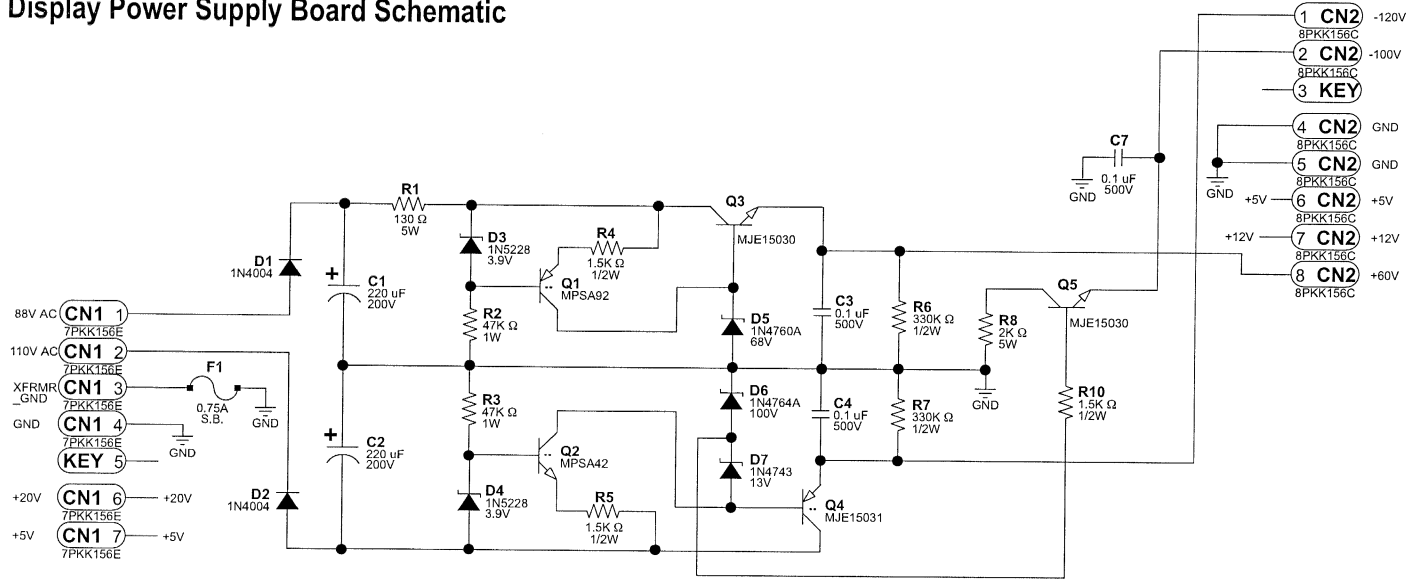 Display Power Supply Board Schematic
1 CN2 -120V
8PKK156C
2 CN2 -100V
8PKK156C
3 KEY
4 CN2 GND
8PKK156C
5 CN2 GND
8PKK156C
GND
+5V 6 CN2 +5V
8PKK156C
+12V 7 CN2 +12V
8PKK156C
8 CN2 +60V
8PKK156C
C7
0.1 uF
500V
GND
R1
130 Ω
5W
Q3
MJE15030
D3
1N5228
3.9V
R4
1.5K Ω
1/2W
D1
1N4004
+
C1
220 uF
200V
Q1
MPSA92
R2
47K Ω
1W
D5
1N4760A
68V
C3
0.1 uF
500V
R6
330K Ω
1/2W
R8
2K Ω
5W
Q5
MJE15030
88V AC CN1 1
7PKK156E
110V AC CN1 2
7PKK156E
XFRMR
_GND
CN1 3
7PKK156E
F1
0.75A
S.B.
GND
GND CN1 4
7PKK156E
GND
KEY 5
+20V CN1 6 +20V
7PKK156E
+5V CN1 7 +5V
7PKK156E
R3
47K Ω
1W
D6
1N4764A
100V
C4
0.1 uF
500V
R7
330K Ω
1/2W
GND
R10
1.5K Ω
1/2W
+
C2
220 uF
200V
Q2
MPSA42
D7
1N4743
13V
D2
1N4004
D4
1N5228
3.9V
R5
1.5K Ω
1/2W
Q4
MJE15031